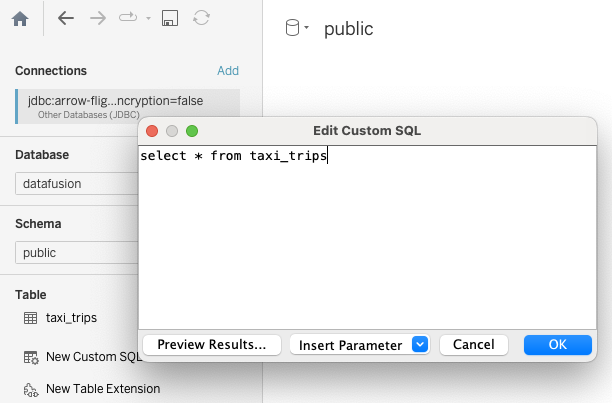 public
Connections
Add
jdbc:arrow-flig...ncryption=false
Other Databases (JDBC)
Database
datafusion
Schema
public
Table
taxi_trips
New Custom SQL
New Table Extension
Edit Custom SQL
select * from taxi_trips
Preview Results...
Insert Parameter
Cancel
OK